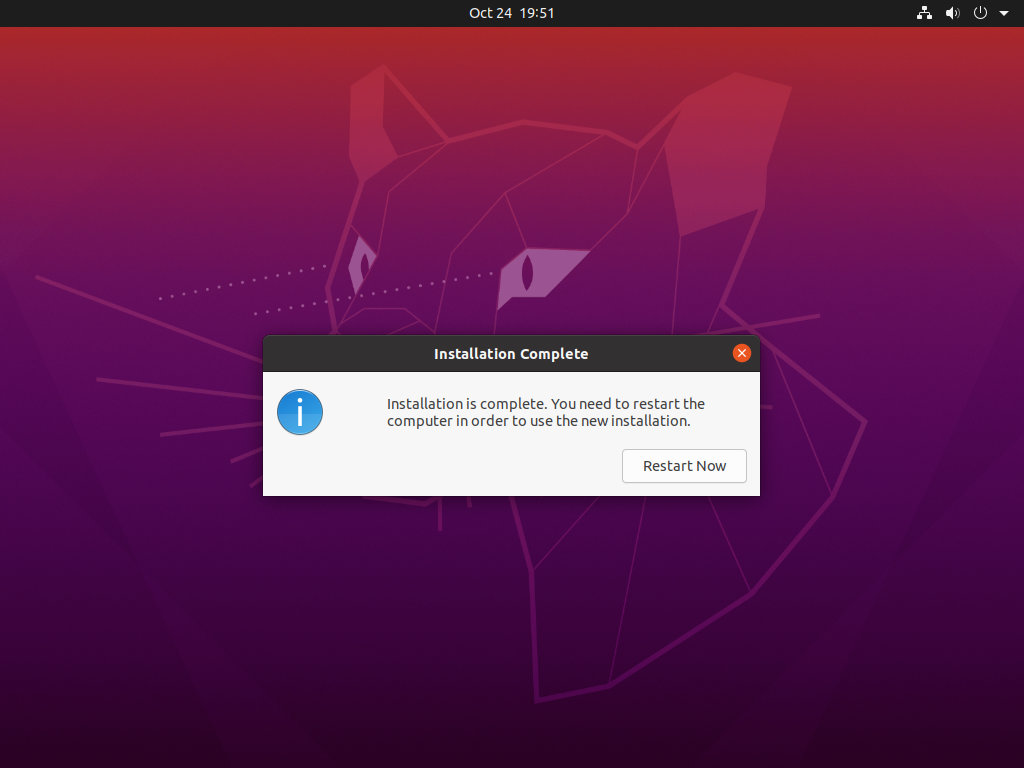 Oct 24 19:51
Installation Complete
Installation is complete. You need to restart the
computer in order to use the new installation.
Restart Now